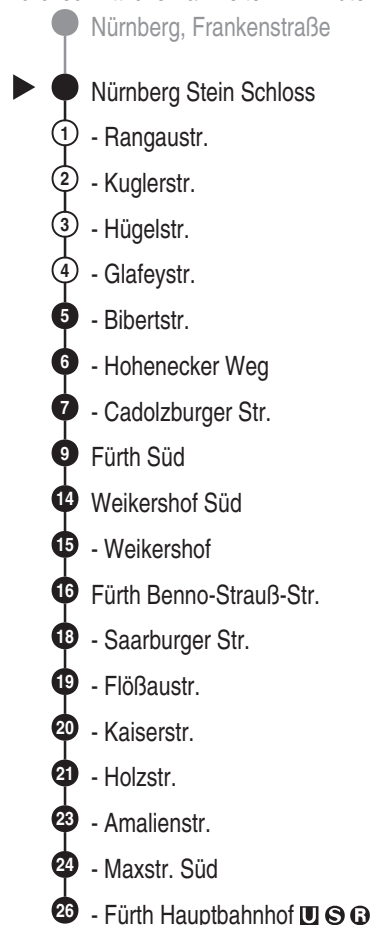 Nürnberg, Frankenstraße
Nürnberg Stein Schloss
1 - Rangaustr.
2 - Kuglerstr.
3 - Hügelstr.
4 - Glafeystr.
5 - Bibertstr.
6 - Hohenecker Weg
7 - Cadolzburger Str.
9 Fürth Süd
14 Weikershof Süd
15 - Weikershof
16 Fürth Benno-Strauß-Str.
18 - Saarburger Str.
19 - Flößaustr.
20 - Kaiserstr.
21 - Holzstr.
23 - Amalienstr.
24 - Maxstr. Süd
26 - Fürth Hauptbahnhof U S R